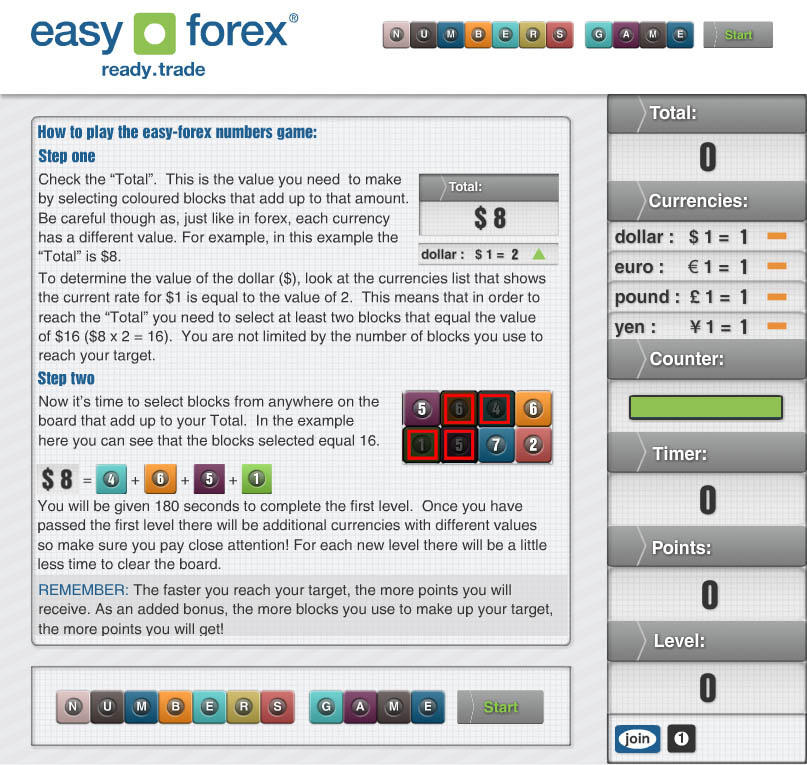 easy forex®
ready.trade
NUMBERS GAME Start
How to play the easy-forex numbers game:
Step one
Check the “Total”. This is the value you need to make
by selecting coloured blocks that add up to that amount.
Be careful though as, just like in forex, each currency
has a different value. For example, in this example the
“Total” is $8.
Total:
$ 8
dollar : $ 1 = 2
To determine the value of the dollar ($), look at the currencies list that shows
the current rate for $1 is equal to the value of 2. This means that in order to
reach the “Total” you need to select at least two blocks that equal the value
of $16 ($8 x 2 = 16). You are not limited by the number of blocks you use to
reach your target.
Step two
Now it’s time to select blocks from anywhere on the
board that add up to your Total. In the example
here you can see that the blocks selected equal 16.
5 6 4 6
1 5 7 2
$ 8 = 4 + 6 + 5 + 1
You will be given 180 seconds to complete the first level. Once you have
passed the first level there will be additional currencies with different values
so make sure you pay close attention! For each new level there will be a little
less time to clear the board.
REMEMBER: The faster you reach your target, the more points you will
receive. As an added bonus, the more blocks you use to make up your target,
the more points you will get!
NUMBERS GAME Start
Total:
0
Currencies:
dollar : $ 1 = 1
euro : € 1 = 1
pound : £ 1 = 1
yen : ¥ 1 = 1
Counter:
Timer:
0
Points:
0
Level:
0
join 1